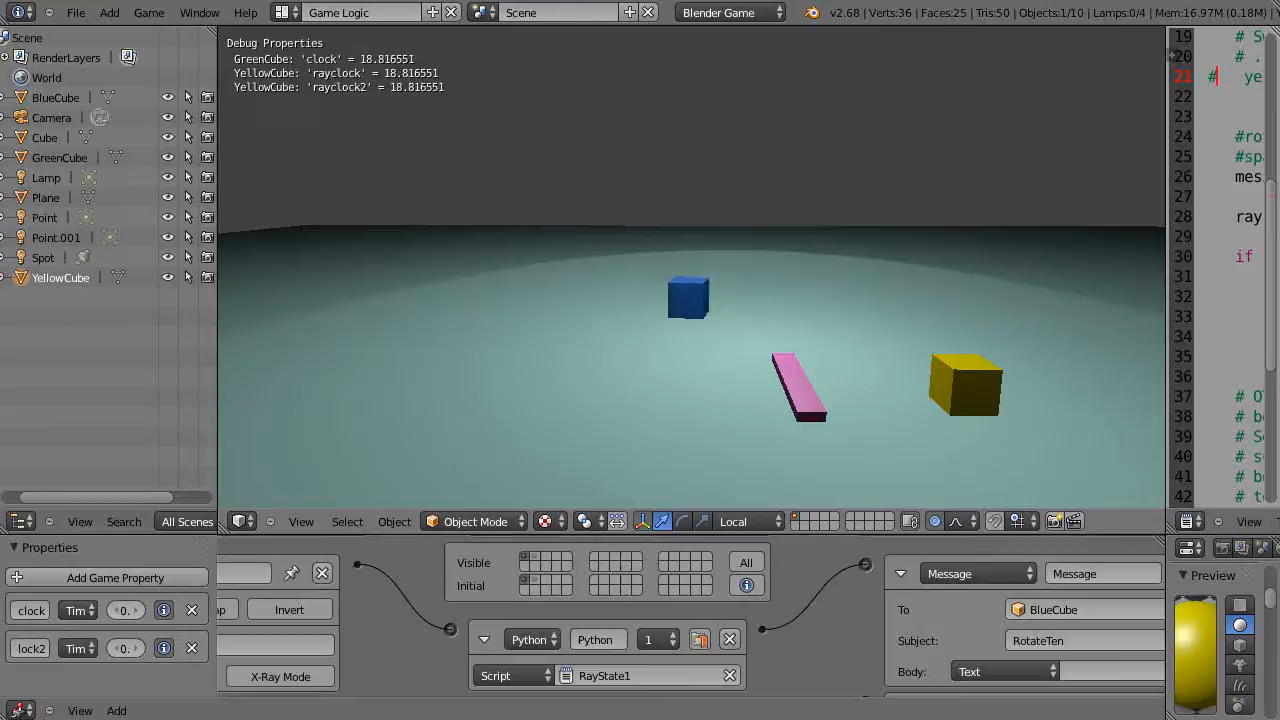 File Add Game Window Help Game Logic Scene Blender Game v2.68 | Verts:36 | Faces:25 | Tris:50 | Objects:1/10 | Lamps:0/4 | Mem:16.97M (0.18M) |
Scene
RenderLayers
World
BlueCube
Camera
Cube
GreenCube
Lamp
Plane
Point
Point.001
Spot
YellowCube
View Search All Scenes
Debug Properties
GreenCube: 'clock' = 18.816551
YellowCube: 'rayclock' = 18.816551
YellowCube: 'rayclock2' = 18.816551
19 # S
20 # .
21 # ye
22
23
24 #ro
25 #sp
26 mes
27
28 ray
29
30 if
31
32
33
34
35
36
37 # O
38 # b
39 # S
40 # s
41 # b
42 # t
View Select Object Object Mode Local
View
Properties
Add Game Property
clock Tim 0.
lock2 Tim 0.
View Add
Invert
X-Ray Mode
Visible All
Initial
Python Python 1
Script RayState1
Message Message
To BlueCube
Subject: RotateTen
Body: Text
Preview